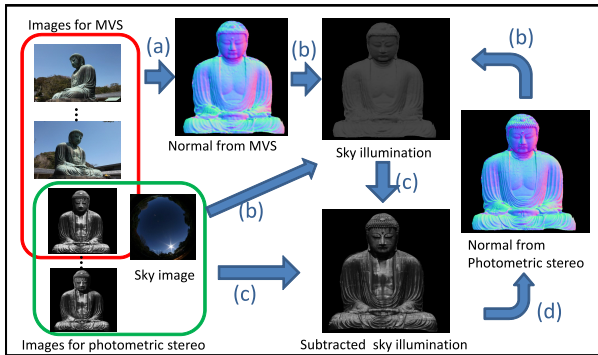 Images for MVS
(a)
(b)
(b)
Normal from MVS
Sky illumination
(b)
(c)
Sky image
(c)
Normal from
Photometric stereo
(d)
Images for photometric stereo
Subtracted sky illumination